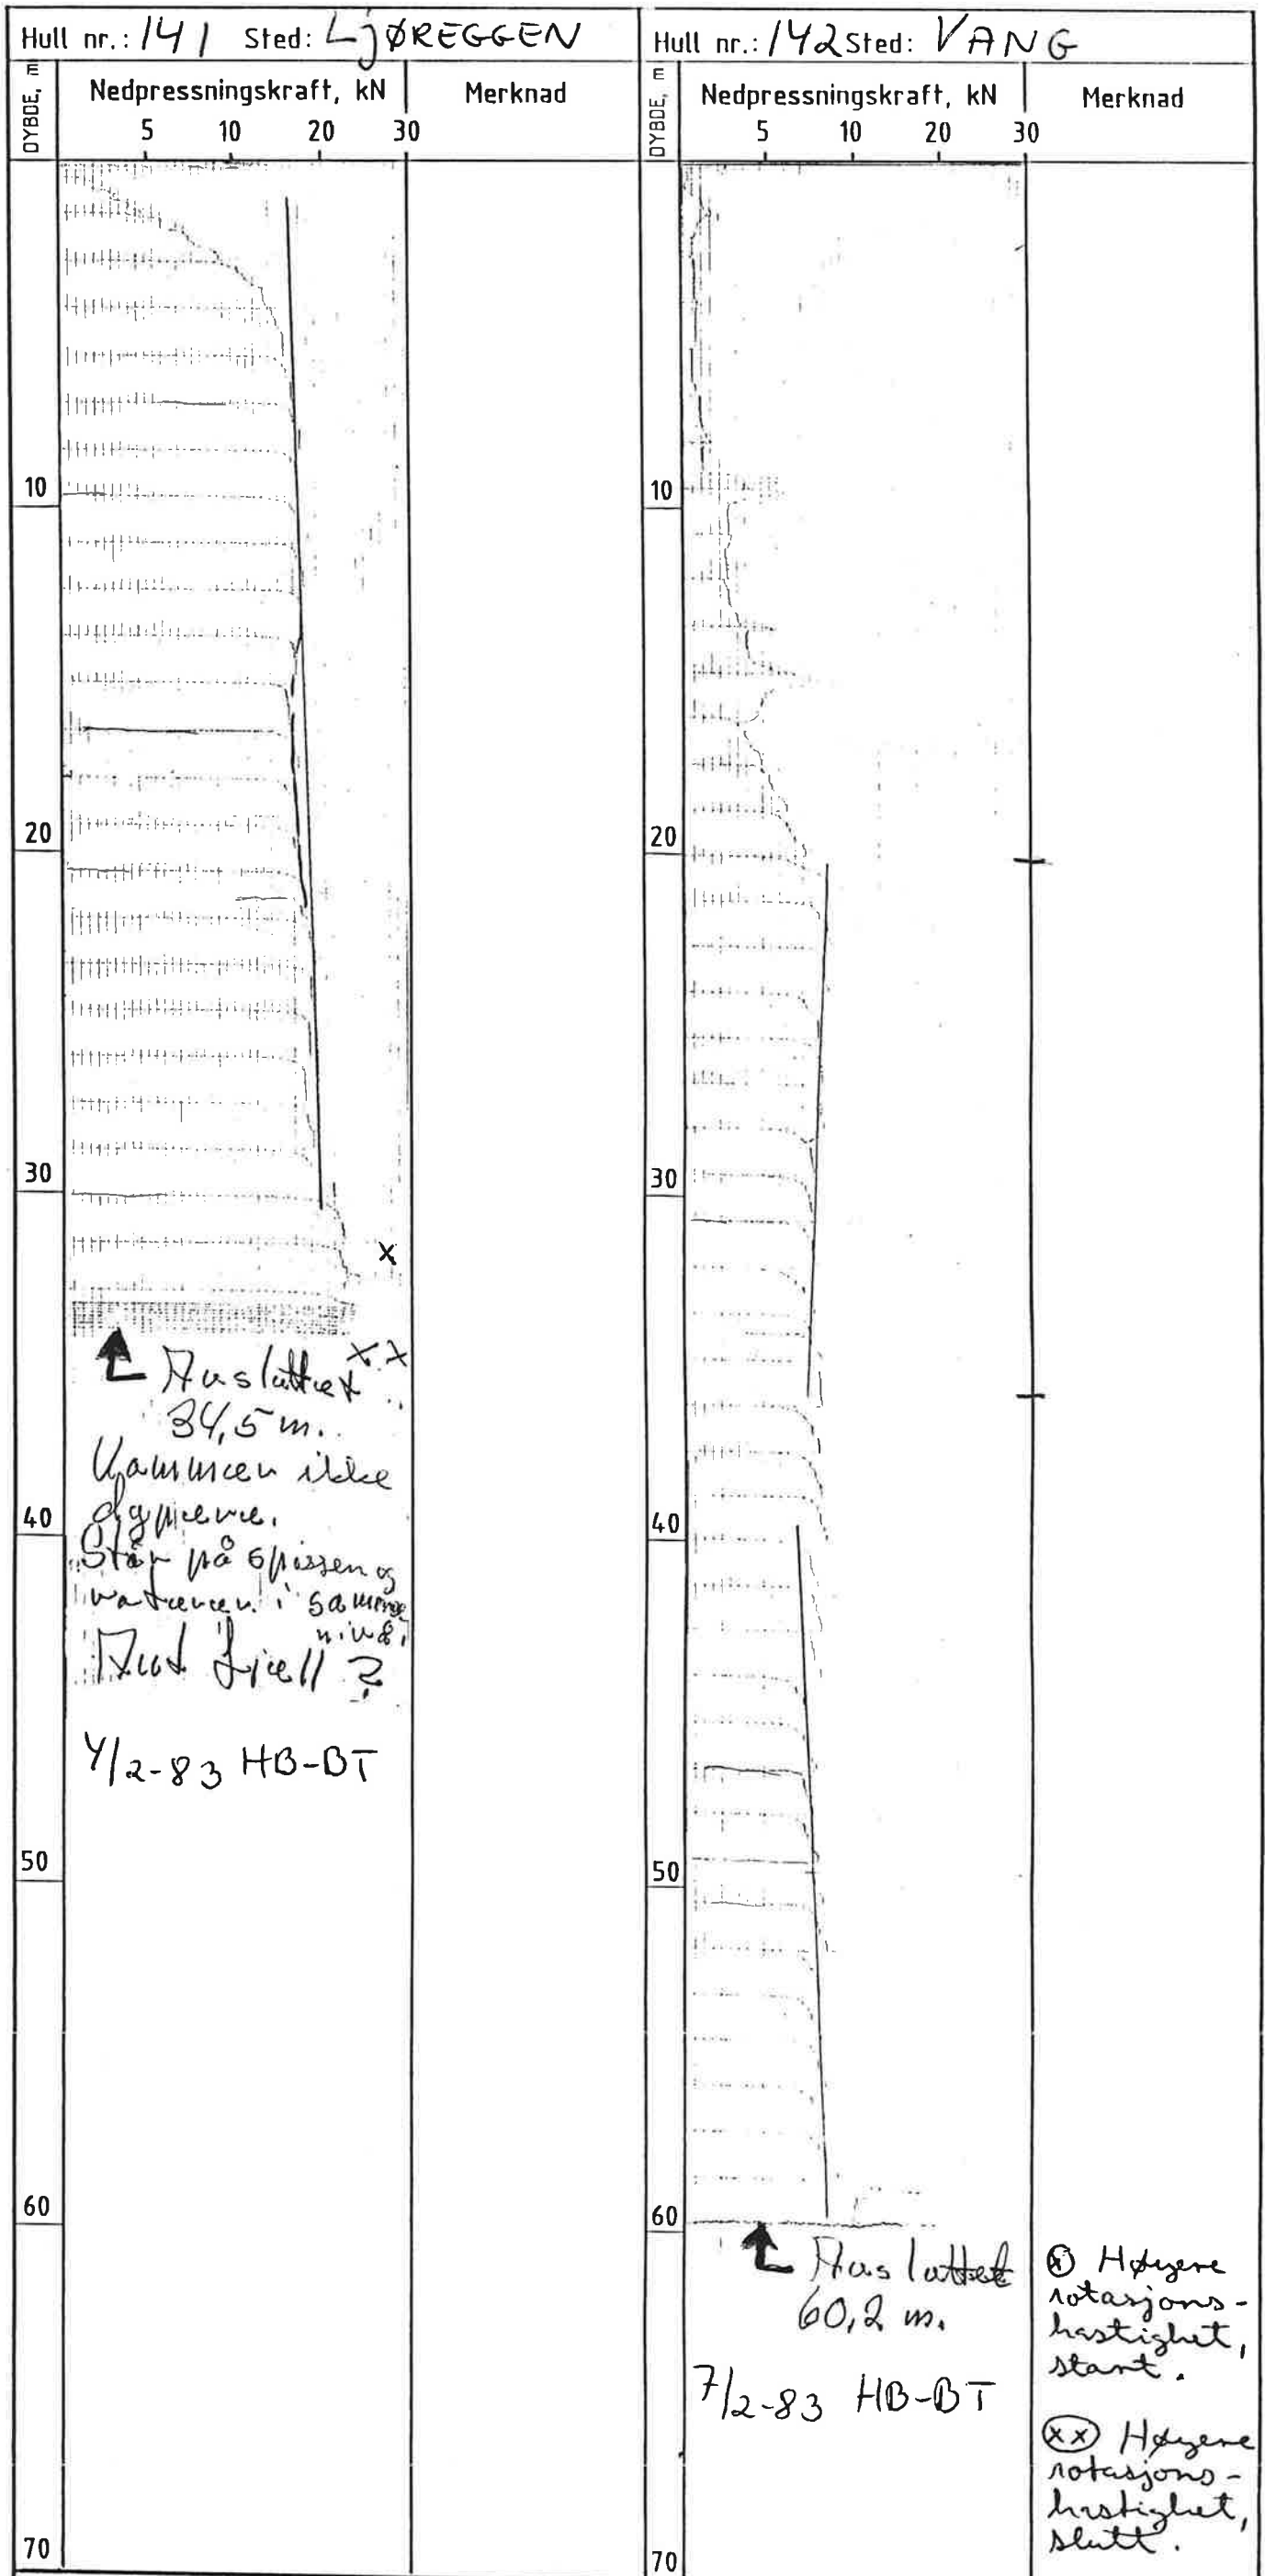 Hull nr.: 141 Sted: LjØREGGEN
DYBDE, m
Nedpressningskraft, kN
Merknad
5 10 20 30
10
20
30
x
x x
Avsluttet
34,5 m.
Kommer ikke
dypere.
40
Står på spissen og
i samme
nivå.
Mot fjell ?
4/2-83 HB-BT
50
60
70
Hull nr.: 142 Sted: VANG
DYBDE, m
Nedpressningskraft, kN
Merknad
5 10 20 30
10
20
30
40
50
60
Avsluttet
60,2 m.
7/2-83 HB-BT
70
(x) Høyere
rotasjons-
hastighet,
start.
(xx) Høyere
rotasjons-
hastighet,
slutt.